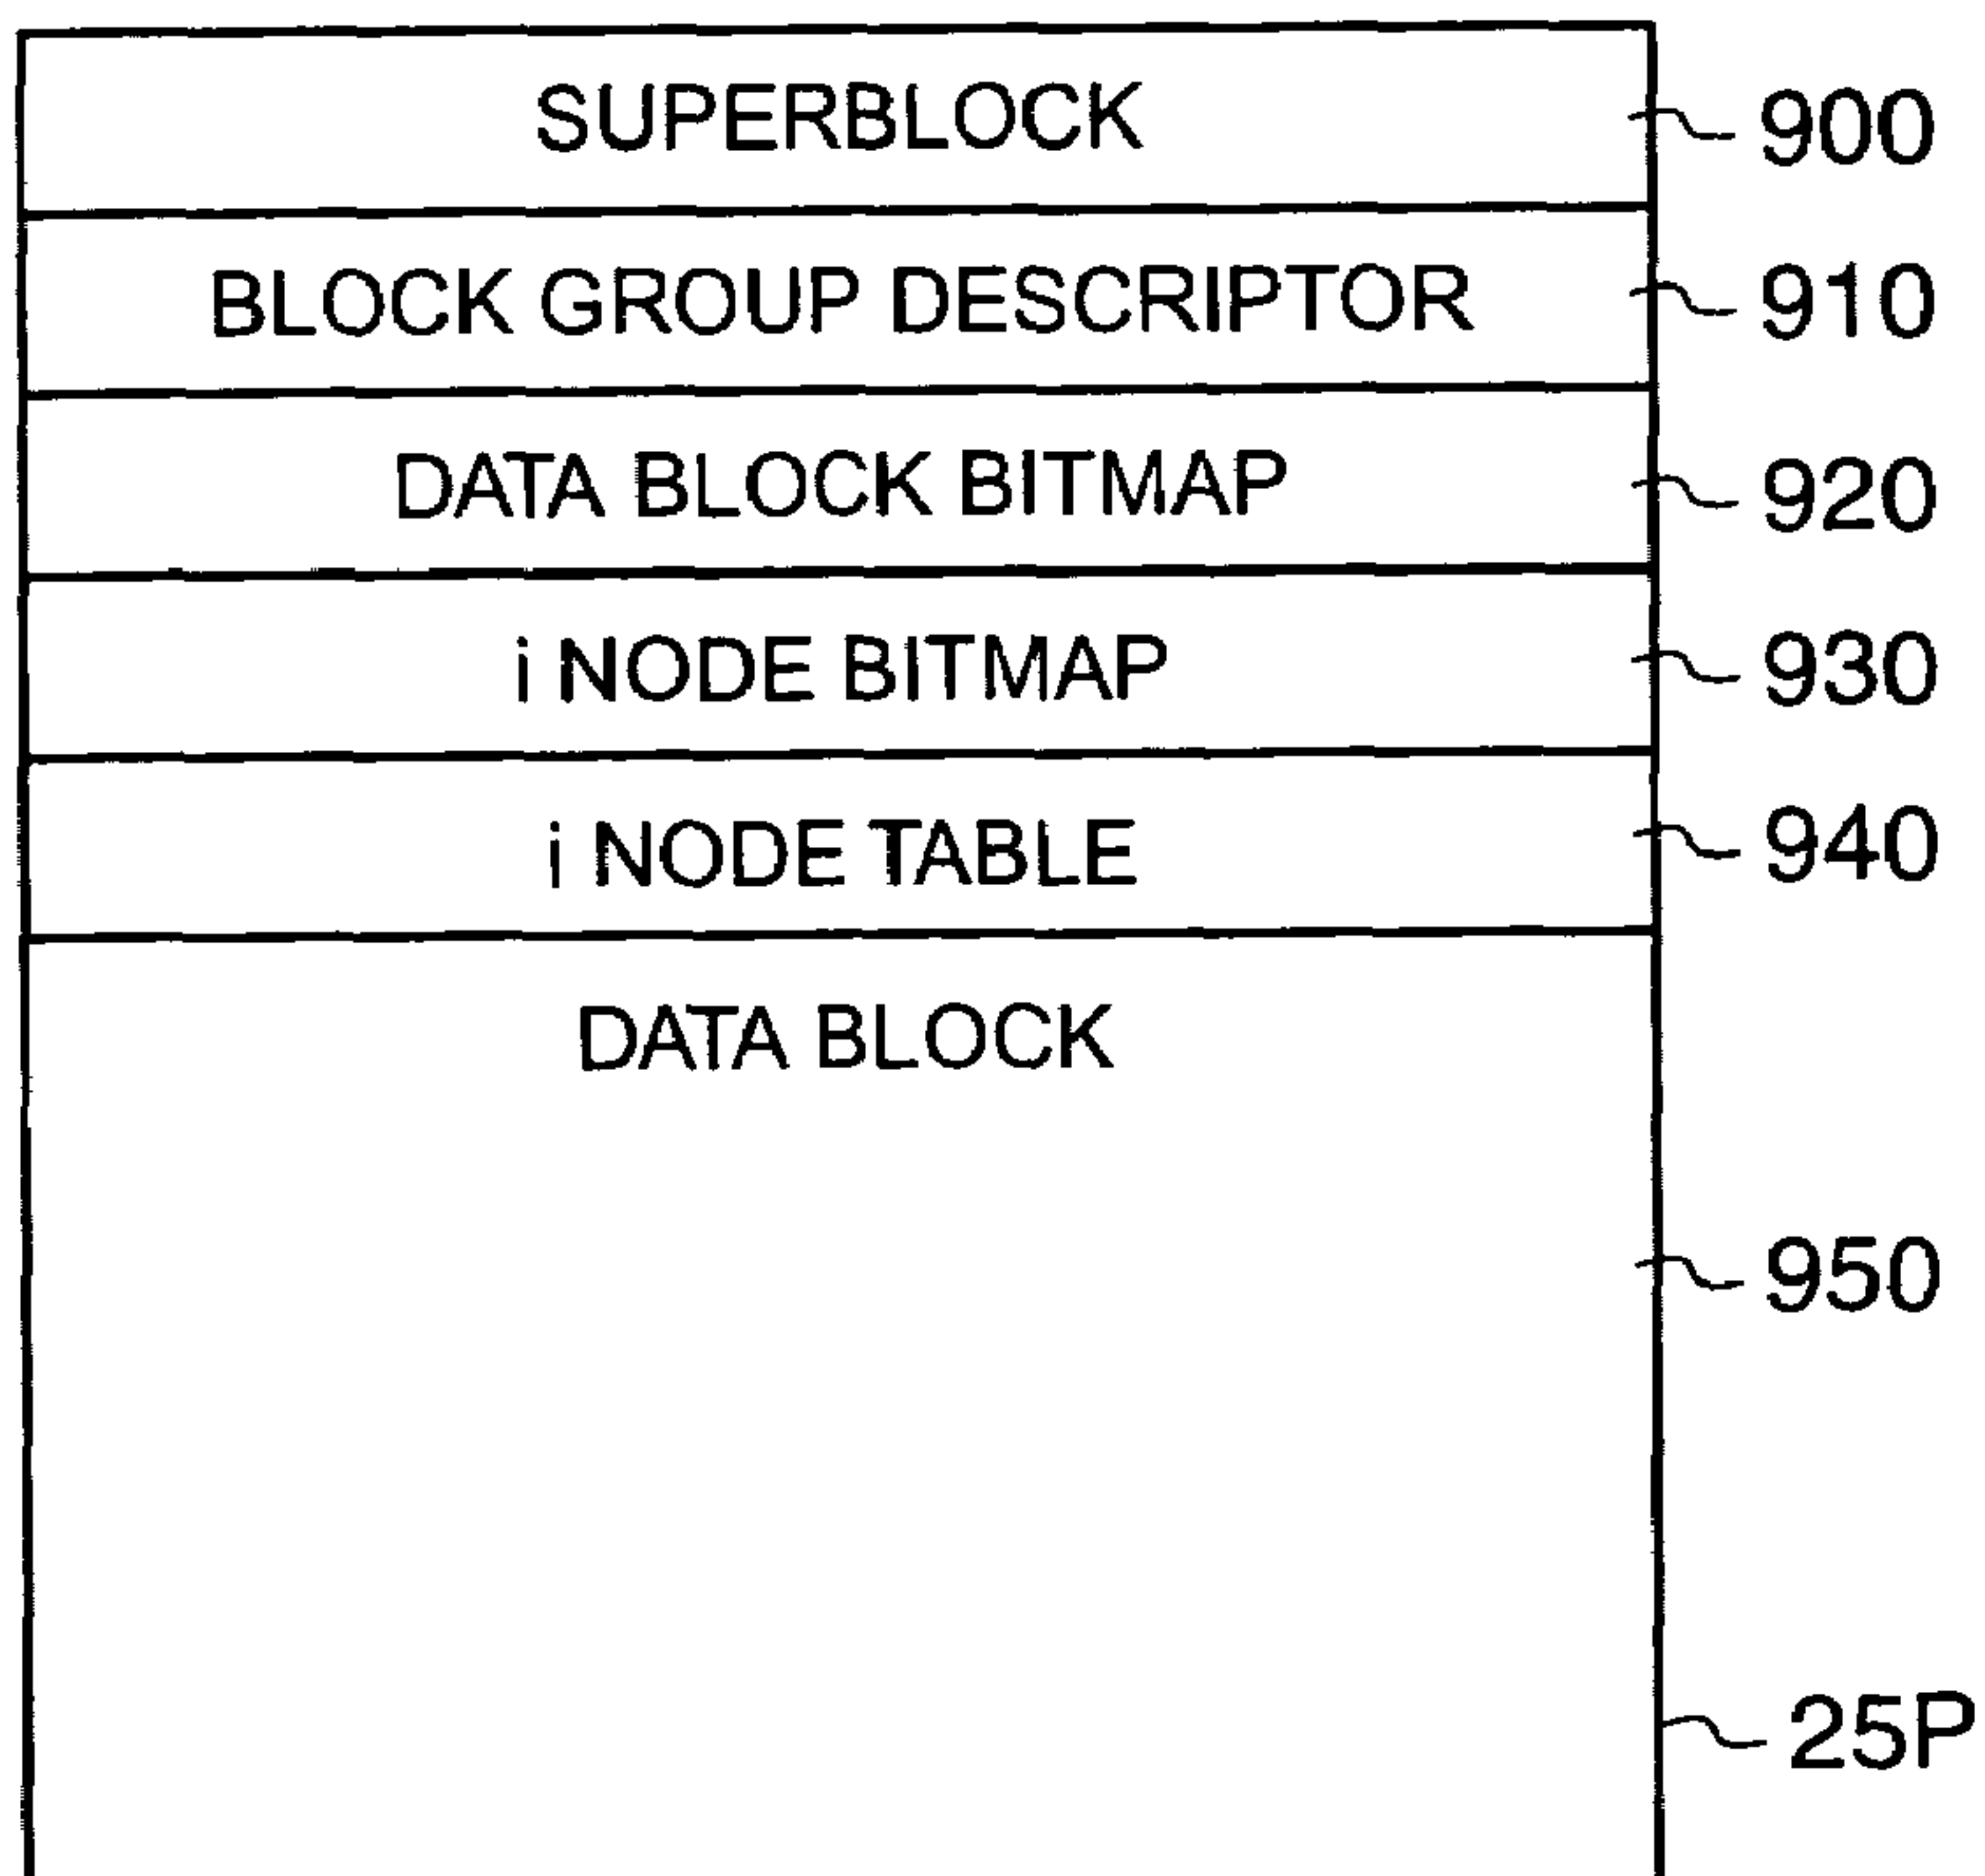 SUPERBLOCK 900
BLOCK GROUP DESCRIPTOR 910
DATA BLOCK BITMAP 920
i NODE BITMAP 930
i NODE TABLE 940
DATA BLOCK
950
25P